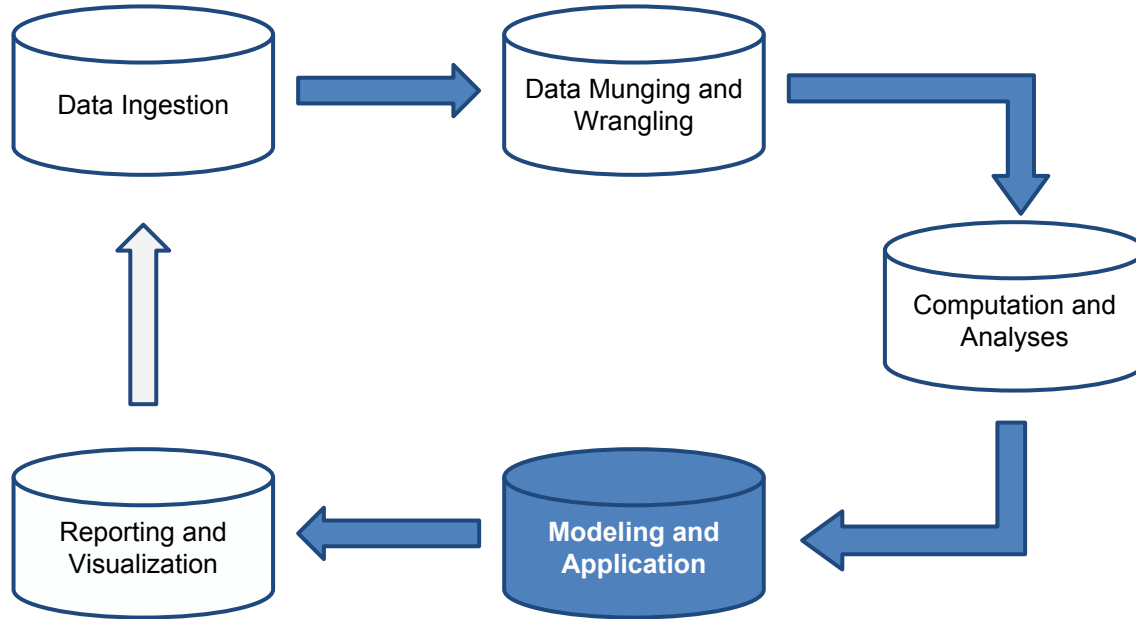 Data Ingestion
Data Munging and
Wrangling
Computation and
Analyses
Modeling and
Application
Reporting and
Visualization